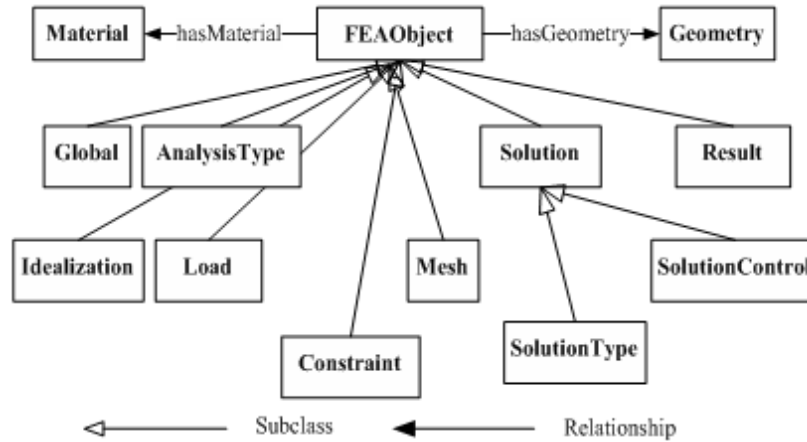 Material hasMaterial FEAObject hasGeometry Geometry
Global AnalysisType Solution Result
Idealization Load Mesh SolutionControl
Constraint SolutionType
Subclass Relationship